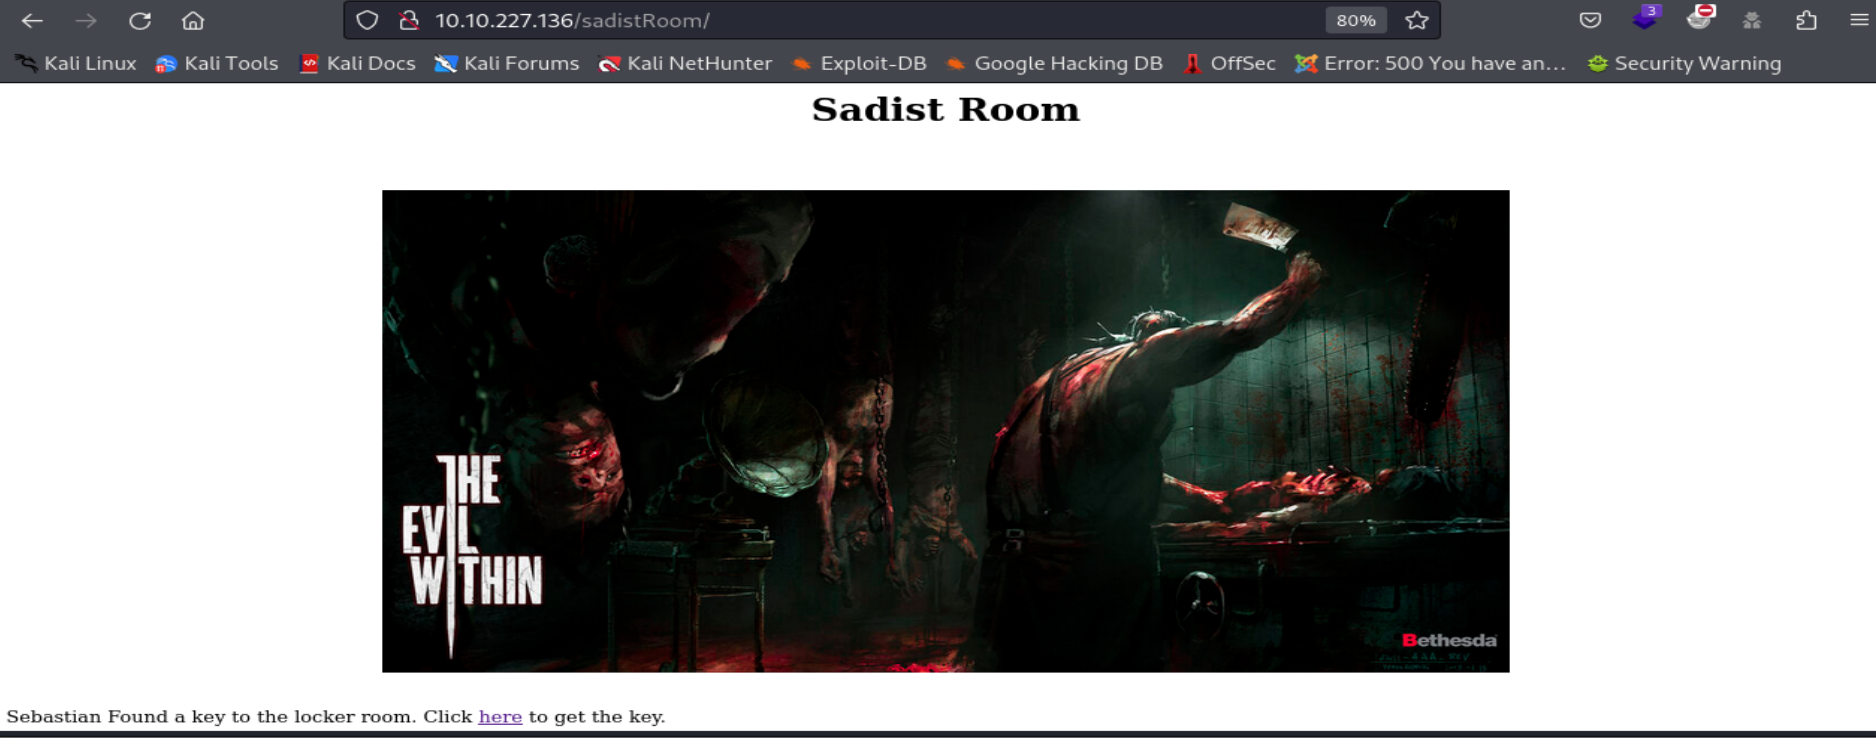 10.10.227.136/sadistRoom/ 80% 3
Kali Linux Kali Tools Kali Docs Kali Forums Kali NetHunter Exploit-DB Google Hacking DB OffSec Error: 500 You have an... Security Warning
Sadist Room
THE
EVIL
WITHIN
Bethesda
Sebastian Found a key to the locker room. Click here to get the key.